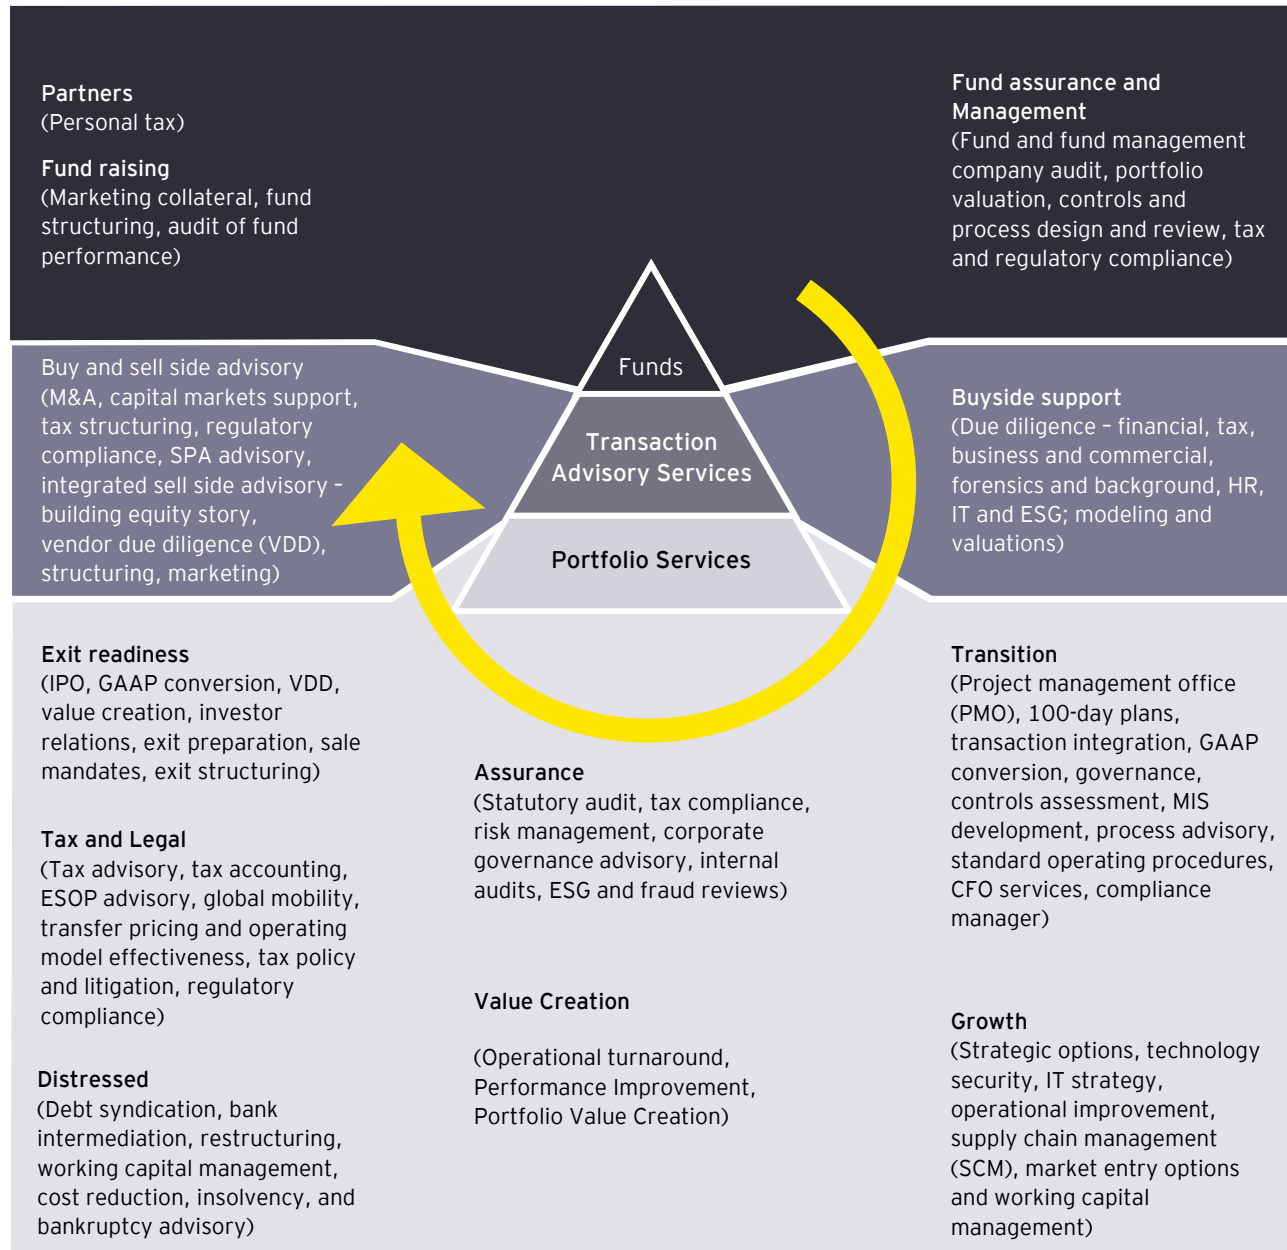 Partners
(Personal tax)
Fund raising
(Marketing collateral, fund
structuring, audit of fund
performance)
Fund assurance and
Management
(Fund and fund management
company audit, portfolio
valuation, controls and
process design and review, tax
and regulatory compliance)
Funds
Buy and sell side advisory
(M&A, capital markets support,
tax structuring, regulatory
compliance, SPA advisory,
integrated sell side advisory –
building equity story,
vendor due diligence (VDD),
structuring, marketing)
Transaction
Advisory Services
Buyside support
(Due diligence – financial, tax,
business and commercial,
forensics and background, HR,
IT and ESG; modeling and
valuations)
Portfolio Services
Exit readiness
(IPO, GAAP conversion, VDD,
value creation, investor
relations, exit preparation, sale
mandates, exit structuring)
Tax and Legal
(Tax advisory, tax accounting,
ESOP advisory, global mobility,
transfer pricing and operating
model effectiveness, tax policy
and litigation, regulatory
compliance)
Distressed
(Debt syndication, bank
intermediation, restructuring,
working capital management,
cost reduction, insolvency, and
bankruptcy advisory)
Assurance
(Statutory audit, tax compliance,
risk management, corporate
governance advisory, internal
audits, ESG and fraud reviews)
Value Creation
(Operational turnaround,
Performance Improvement,
Portfolio Value Creation)
Transition
(Project management office
(PMO), 100-day plans,
transaction integration, GAAP
conversion, governance,
controls assessment, MIS
development, process advisory,
standard operating procedures,
CFO services, compliance
manager)
Growth
(Strategic options, technology
security, IT strategy,
operational improvement,
supply chain management
(SCM), market entry options
and working capital
management)